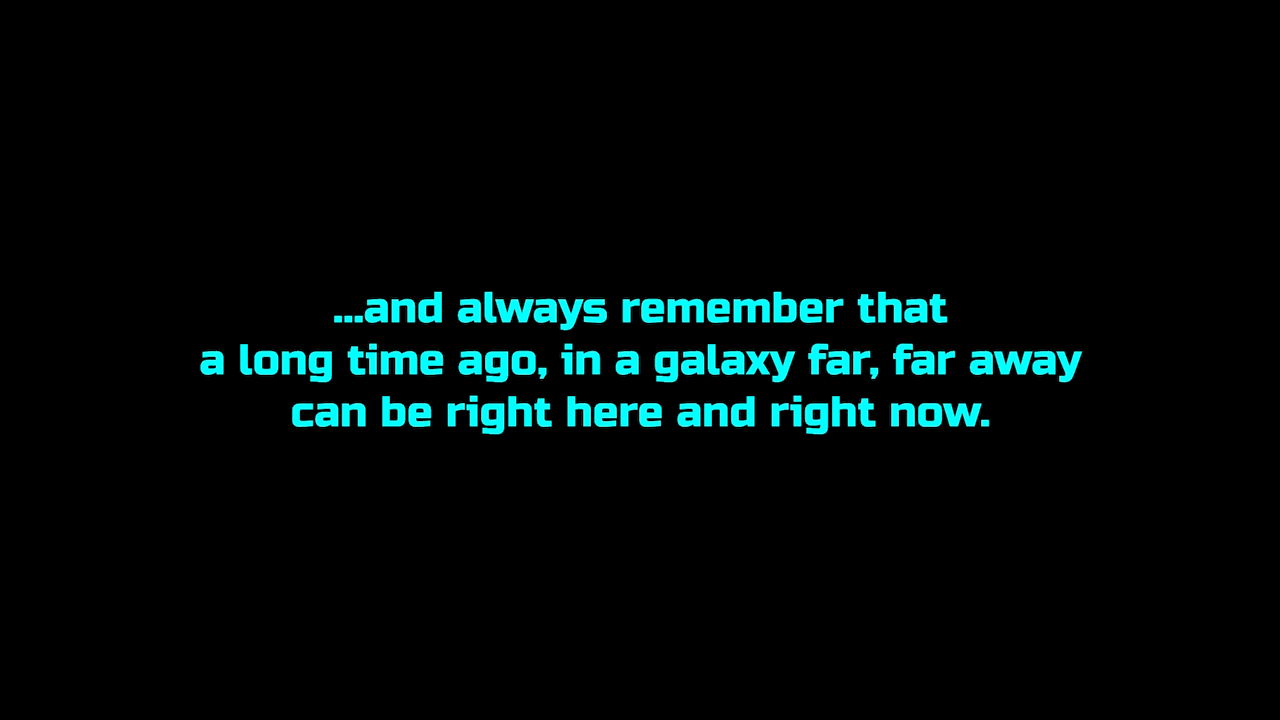 ...and always remember that
a long time ago, in a galaxy far, far away
can be right here and right now.